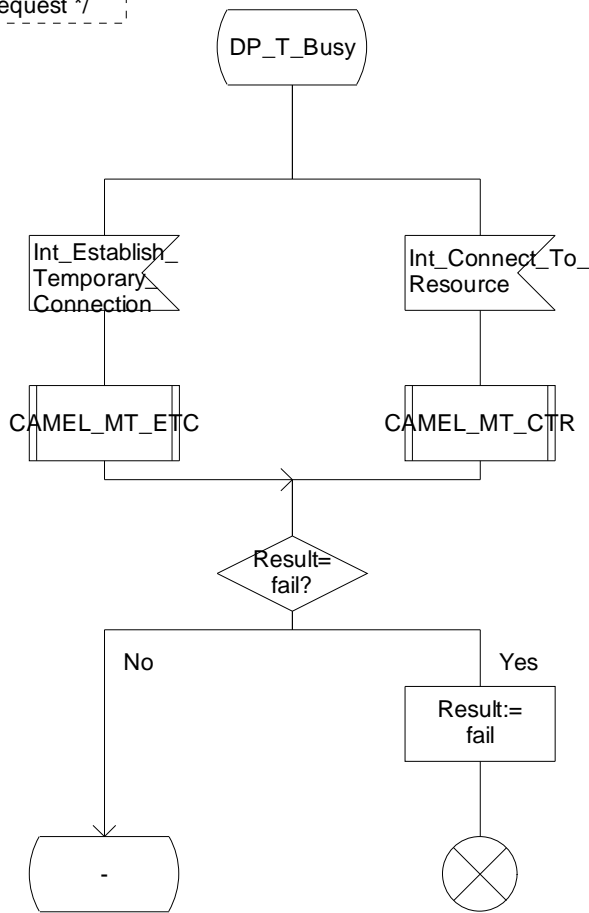 equest */
DP_T_Busy
Int_Establish_
Temporary_
Connection
Int_Connect_To_
Resource
CAMEL_MT_ETC
CAMEL_MT_CTR
Result=
fail?
No
Yes
Result:=
fail
-